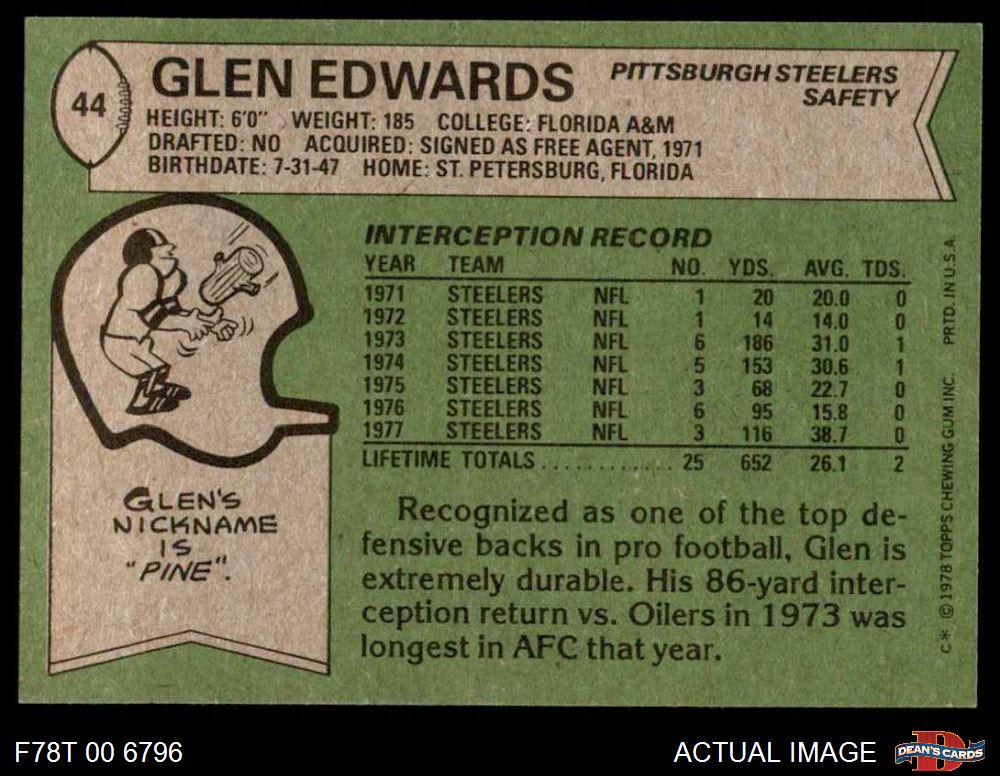 44
GLEN EDWARDS
PITTSBURGH STEELERS
SAFETY
HEIGHT: 6'0" WEIGHT: 185 COLLEGE: FLORIDA A&M
DRAFTED: NO ACQUIRED: SIGNED AS FREE AGENT, 1971
BIRTHDATE: 7-31-47 HOME: ST. PETERSBURG, FLORIDA
INTERCEPTION RECORD
YEAR TEAM NO. YDS. AVG. TDS.
1971 STEELERS NFL 1 20 20.0 0
1972 STEELERS NFL 1 14 14.0 0
1973 STEELERS NFL 6 186 31.0 1
1974 STEELERS NFL 5 153 30.6 1
1975 STEELERS NFL 3 68 22.7 0
1976 STEELERS NFL 6 95 15.8 0
1977 STEELERS NFL 3 116 38.7 0
LIFETIME TOTALS............ 25 652 26.1 2
GLEN'S
NICKNAME
IS
"PINE".
Recognized as one of the top de-
fensive backs in pro football, Glen is
extremely durable. His 86-yard inter-
ception return vs. Oilers in 1973 was
longest in AFC that year.
C* © 1978 TOPPS CHEWING GUM INC. PRTD. IN U.S.A.
F78T 00 6796
ACTUAL IMAGE
D
DEAN'S CARDS